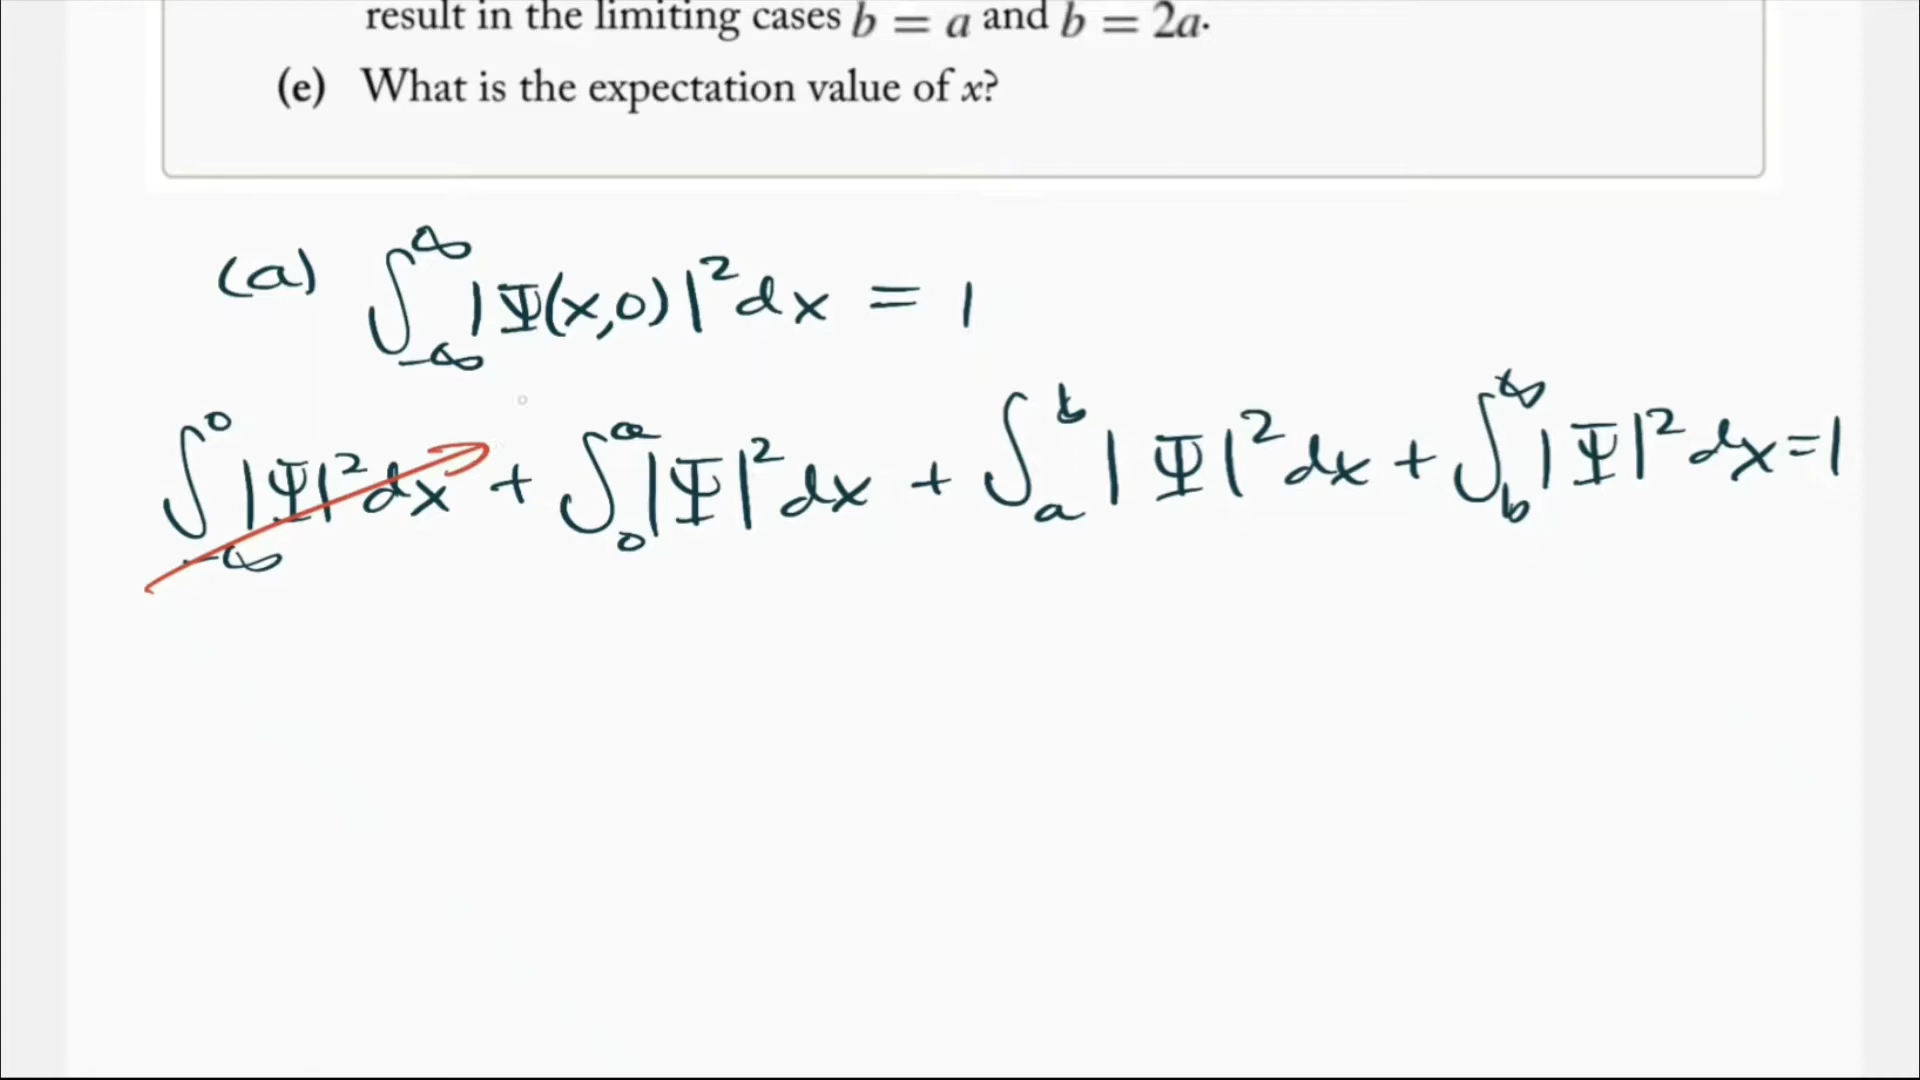 result in the limiting cases b = a and b = 2a.
(e) What is the expectation value of x?
(a) ∫_{-∞}^{∞} |Ψ(x,0)|² dx = 1
∫_{-∞}^{0} |Ψ|² dx + ∫_{0}^{a} |Ψ|² dx + ∫_{a}^{b} |Ψ|² dx + ∫_{b}^{∞} |Ψ|² dx = 1